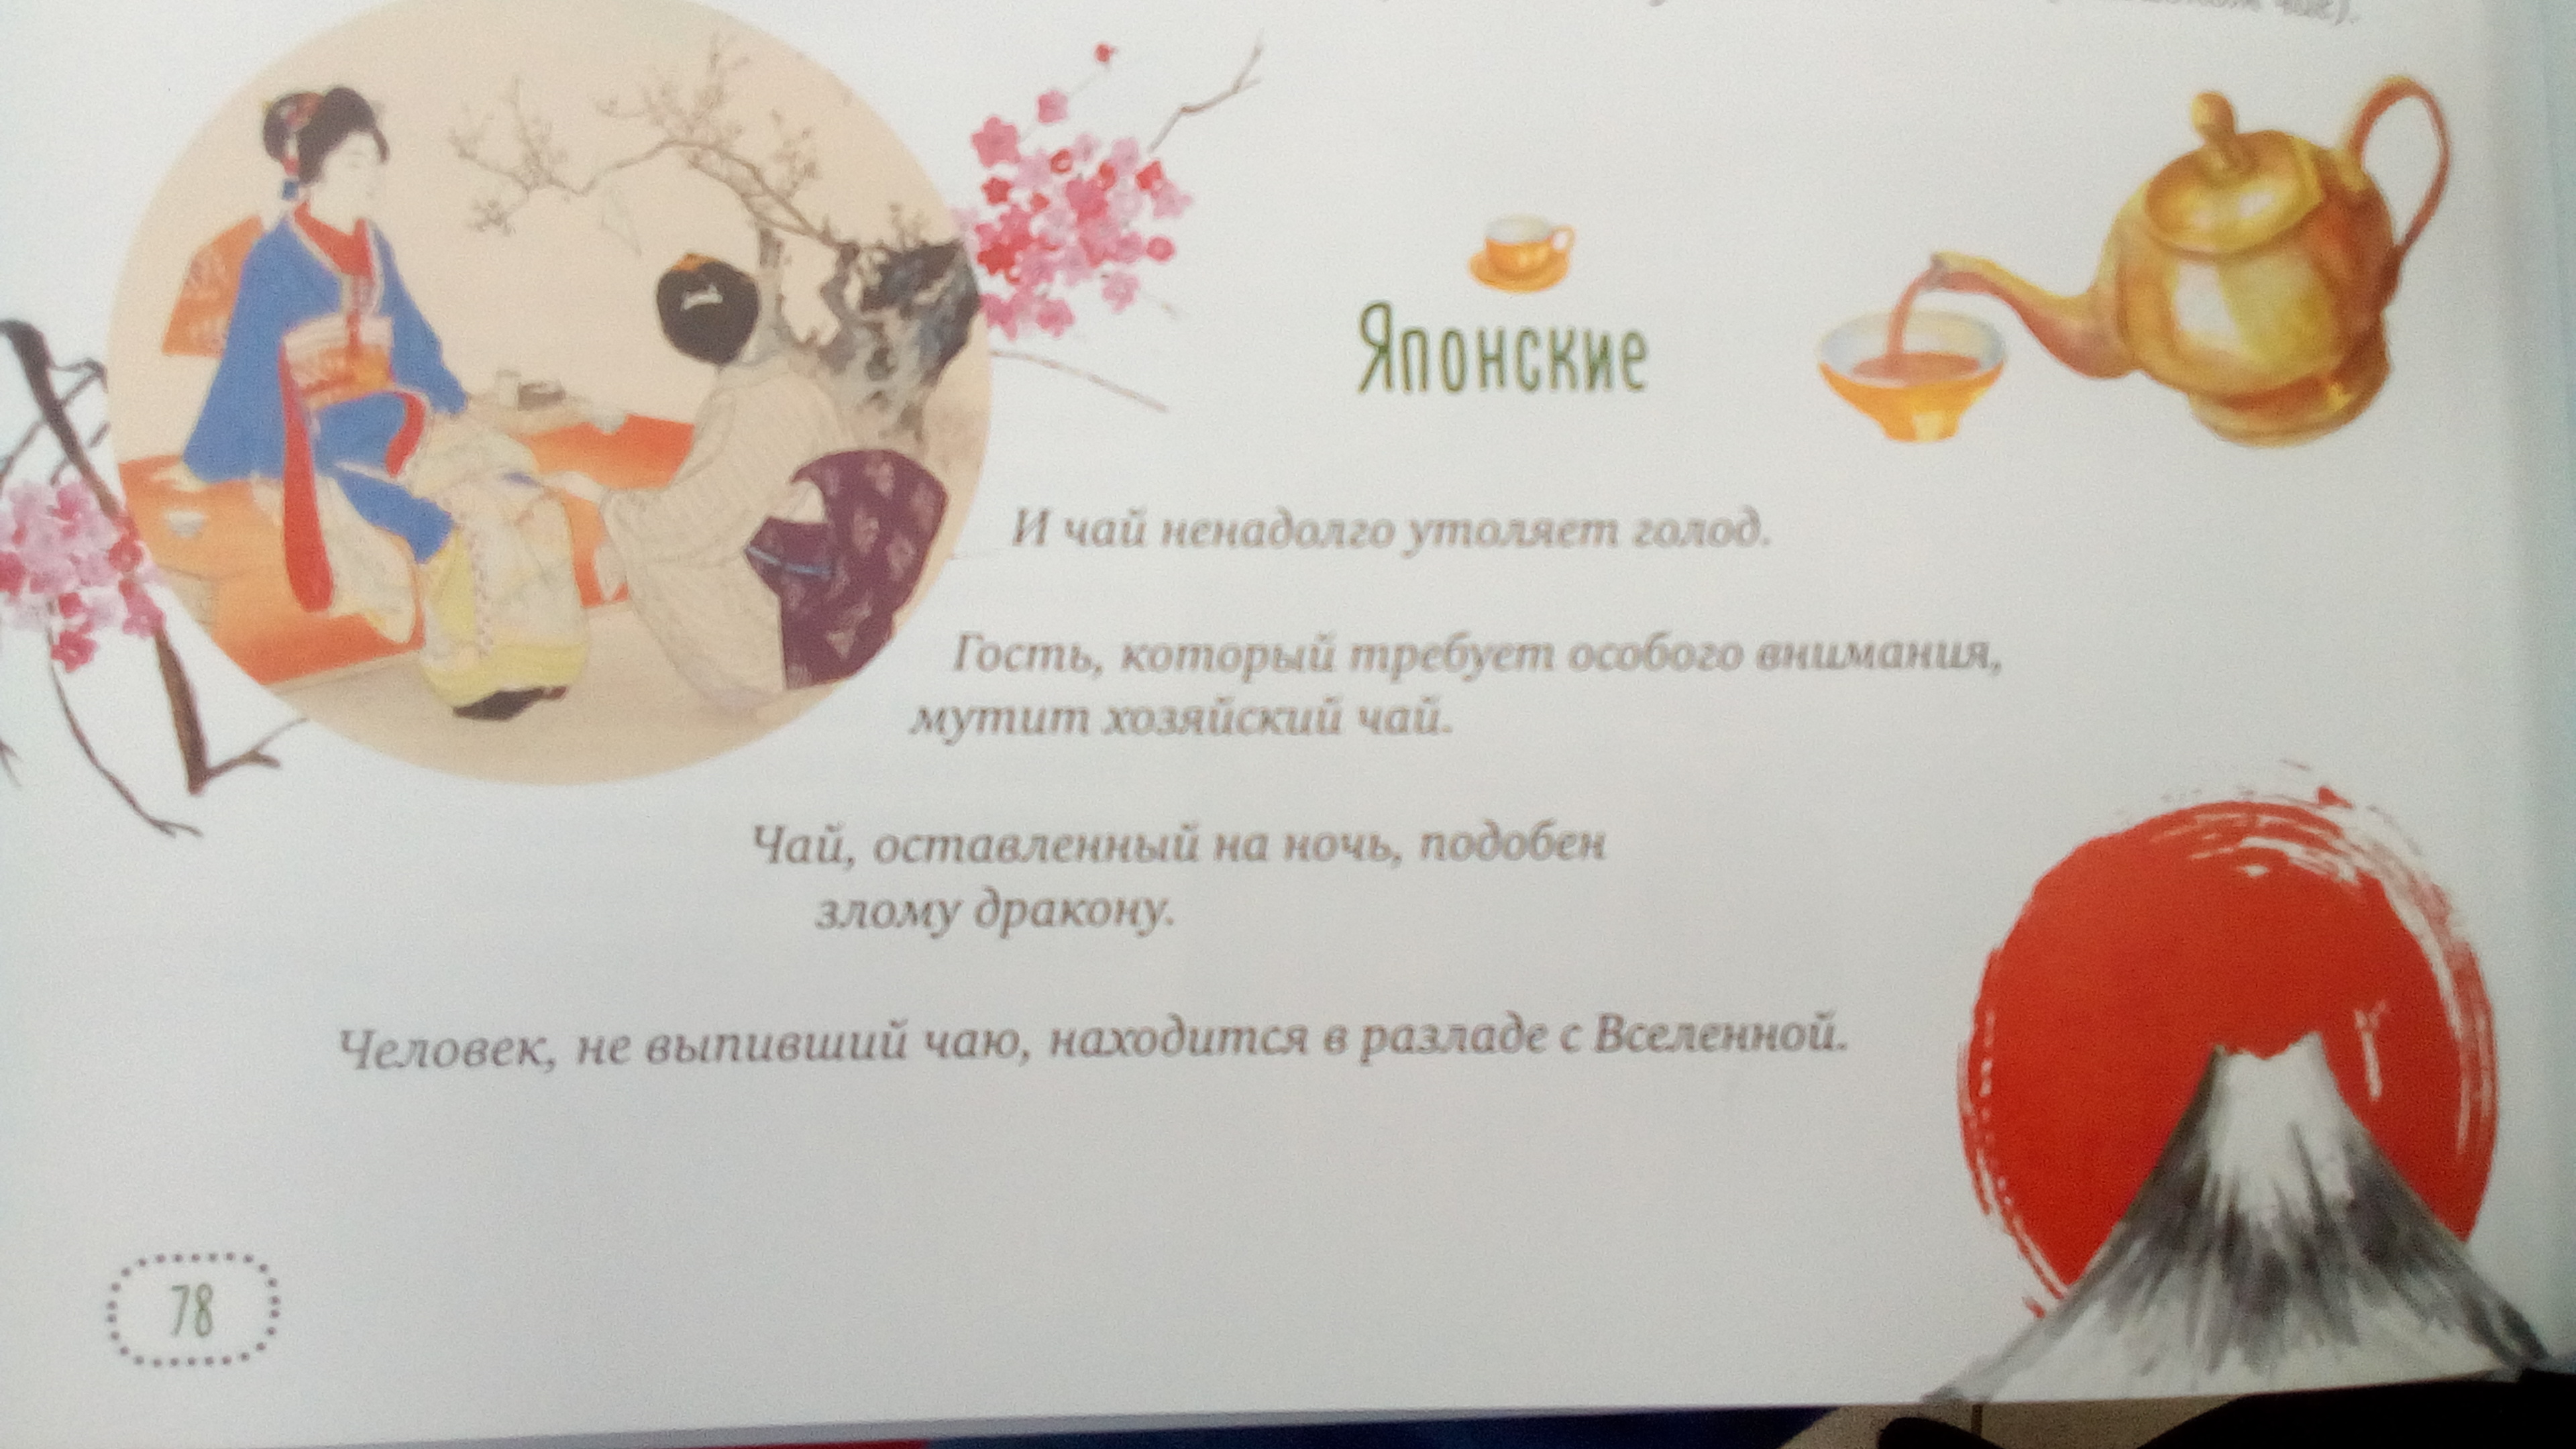 чае).
Японские
И чай ненадолго утоляет голод.
Гость, который требует особого внимания,
мутит хозяйский чай.
Чай, оставленный на ночь, подобен
злому дракону.
Человек, не выпивший чаю, находится в разладе с Вселенной.
78